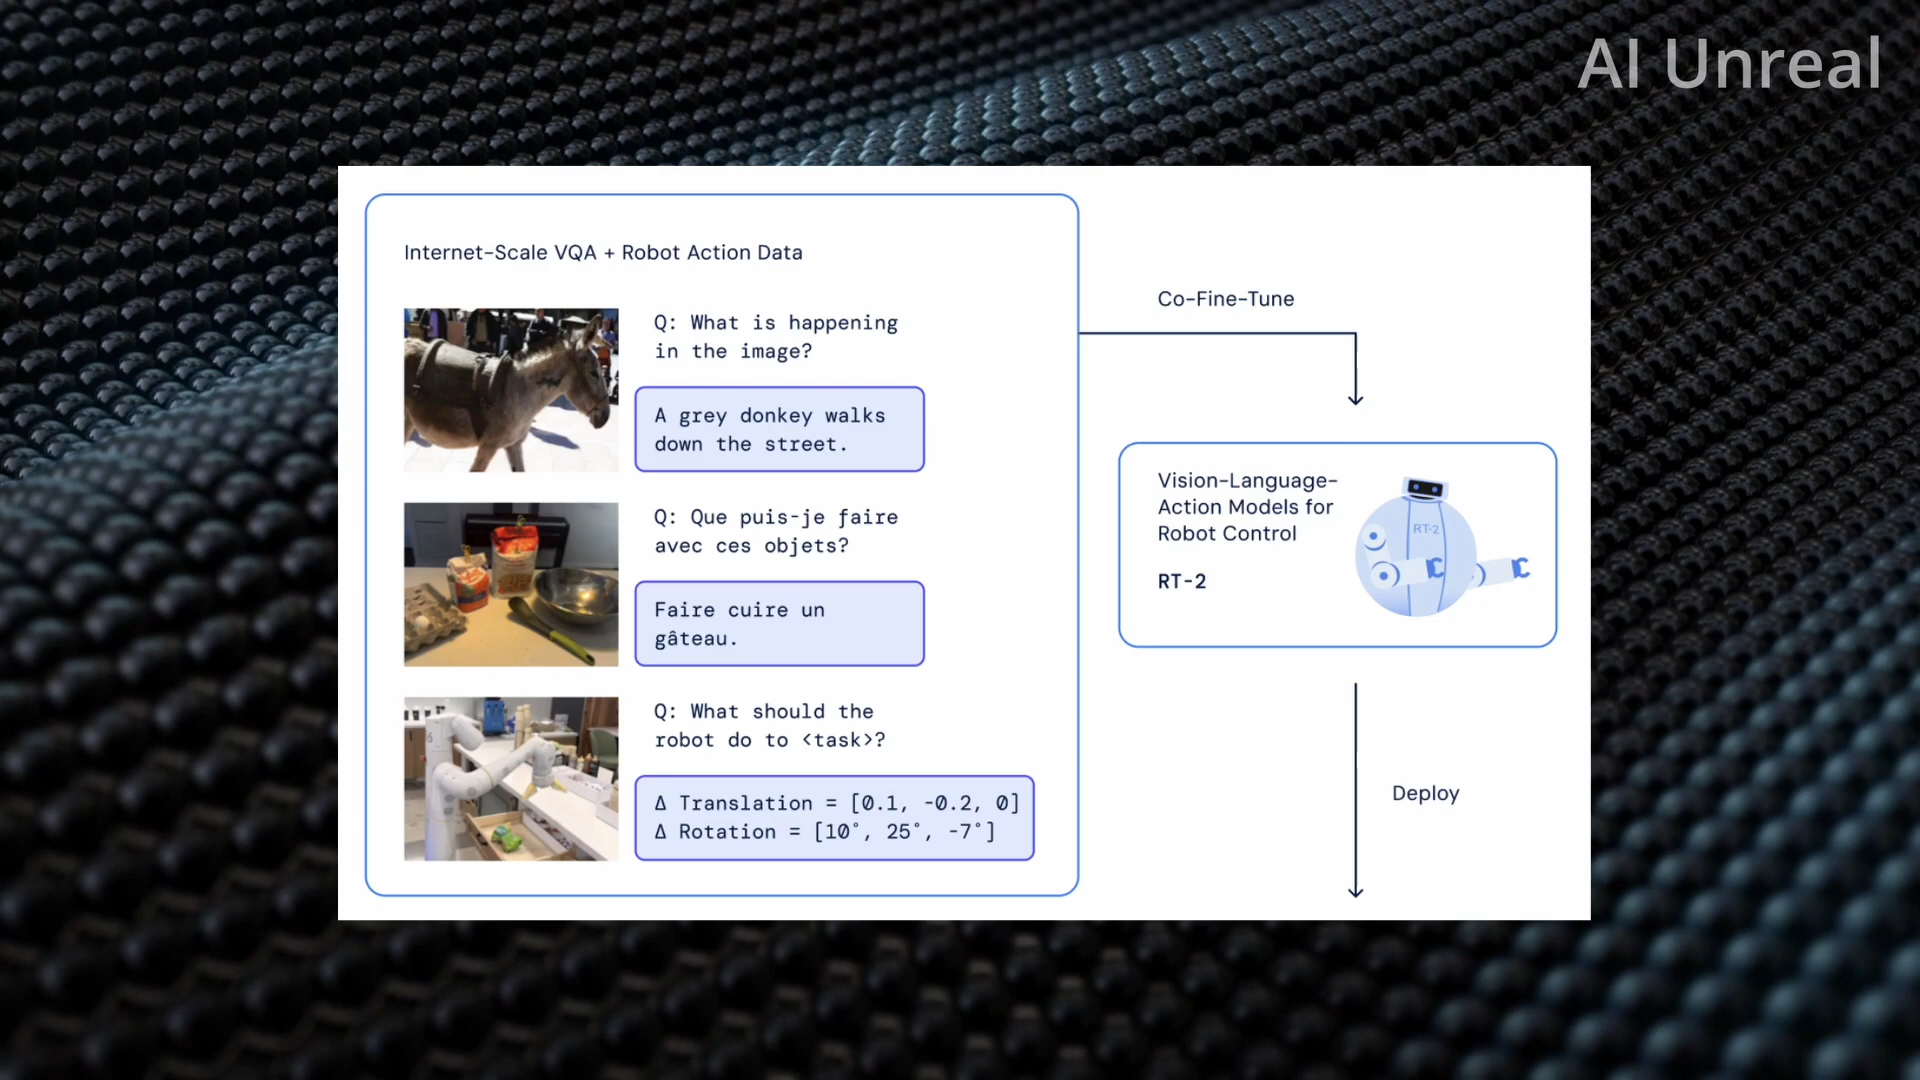 AI Unreal
Internet-Scale VQA + Robot Action Data
Q: What is happening
in the image?
A grey donkey walks
down the street.
Q: Que puis-je faire
avec ces objets?
Faire cuire un
gâteau.
Q: What should the
robot do to <task>?
Δ Translation = [0.1, -0.2, 0]
Δ Rotation = [10˚, 25˚, -7˚]
Co-Fine-Tune
Vision-Language-
Action Models for
Robot Control
RT-2
RT-2
Deploy